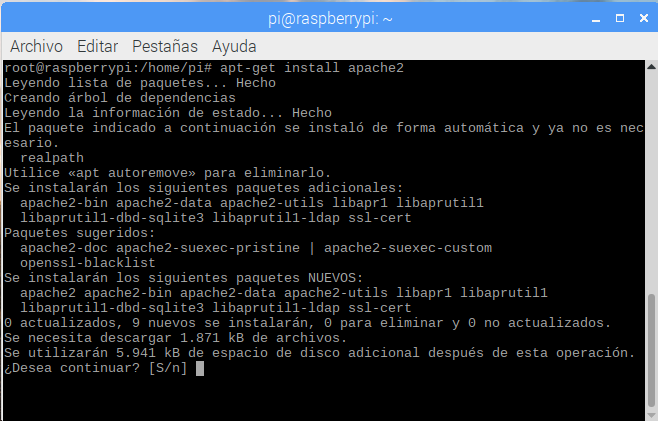 pi@raspberrypi: ~
Archivo Editar Pestañas Ayuda
root@raspberrypi:/home/pi# apt-get install apache2
Leyendo lista de paquetes... Hecho
Creando árbol de dependencias
Leyendo la información de estado... Hecho
El paquete indicado a continuación se instaló de forma automática y ya no es nec
esario.
  realpath
Utilice «apt autoremove» para eliminarlo.
Se instalarán los siguientes paquetes adicionales:
  apache2-bin apache2-data apache2-utils libapr1 libaprutil1
  libaprutil1-dbd-sqlite3 libaprutil1-ldap ssl-cert
Paquetes sugeridos:
  apache2-doc apache2-suexec-pristine | apache2-suexec-custom
  openssl-blacklist
Se instalarán los siguientes paquetes NUEVOS:
  apache2 apache2-bin apache2-data apache2-utils libapr1 libaprutil1
  libaprutil1-dbd-sqlite3 libaprutil1-ldap ssl-cert
0 actualizados, 9 nuevos se instalarán, 0 para eliminar y 0 no actualizados.
Se necesita descargar 1.871 kB de archivos.
Se utilizarán 5.941 kB de espacio de disco adicional después de esta operación.
¿Desea continuar? [S/n]